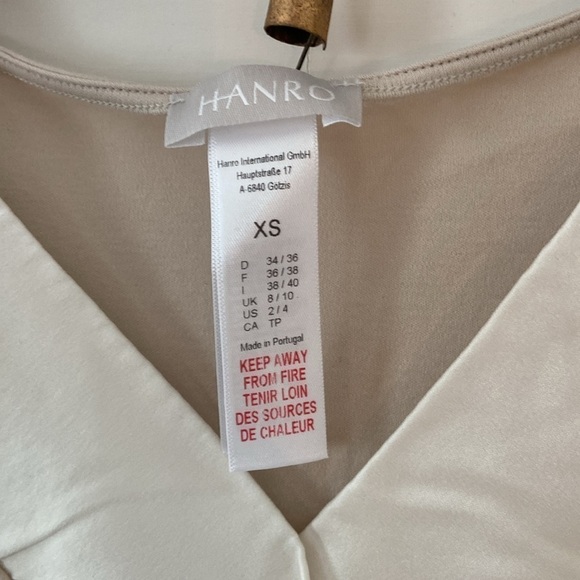 HANRO
Hanro International GmbH
Hauptstraße 17
A-6840 Götzis
XS
D 34 / 36
F 36 / 38
I 38 / 40
UK 8 / 10
US 2 / 4
CA TP
Made in Portugal
KEEP AWAY
FROM FIRE
TENIR LOIN
DES SOURCES
DE CHALEUR